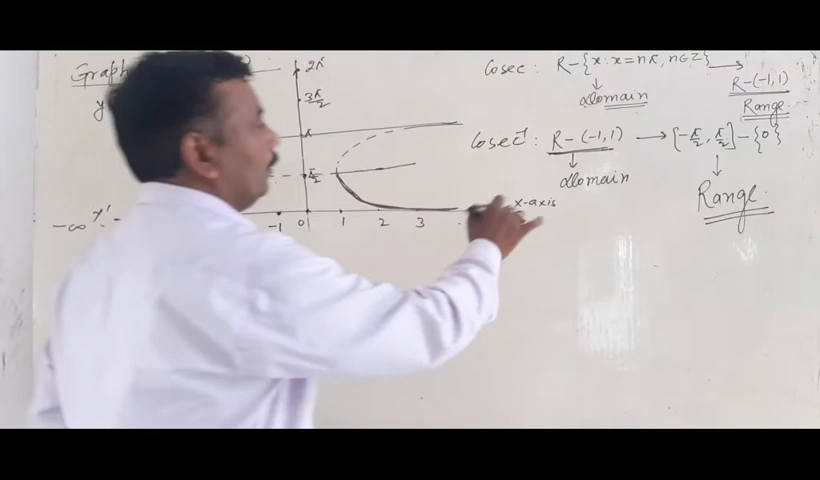 Graph
y
2π
3π/2
π
π/2
-∞ x' -1 0 1 2 3 x-axis
Cosec : R-{x : x = nπ, n∈Z} →
↓
domain
R-(-1,1)
Range
Cosec⁻¹ : R-(-1,1) → [-π/2, π/2] - {0}
↓
domain
↓
Range